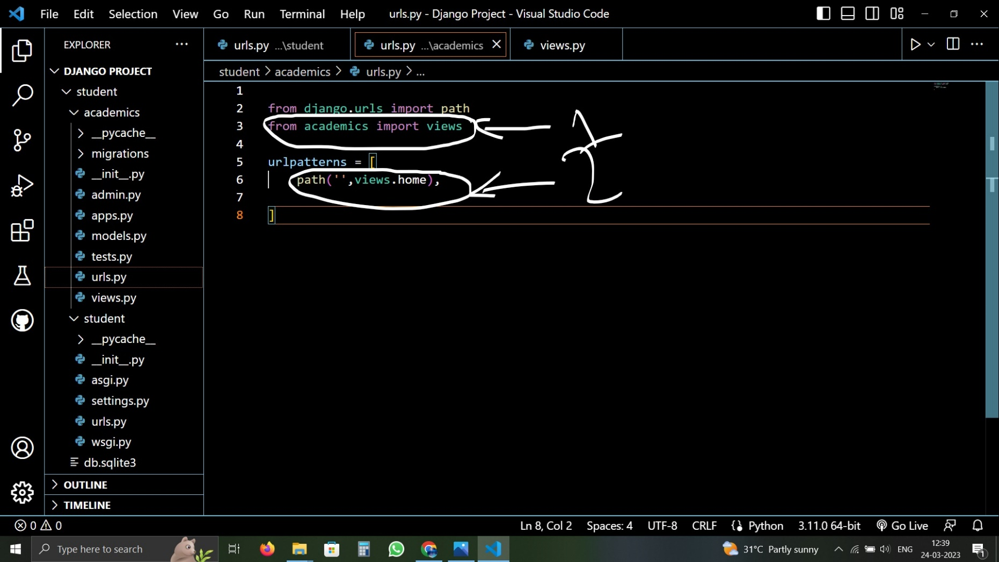 File Edit Selection View Go Run Terminal Help urls.py - Django Project - Visual Studio Code
EXPLORER
urls.py ...\student urls.py ...\academics views.py
DJANGO PROJECT
student > academics > urls.py > ...
student
academics
__pycache__
migrations
__init__.py
admin.py
apps.py
models.py
tests.py
urls.py
views.py
student
__pycache__
__init__.py
asgi.py
settings.py
urls.py
wsgi.py
db.sqlite3
OUTLINE
TIMELINE
1
2 from django.urls import path
3 from academics import views
4
5 urlpatterns = [
6 path('',views.home),
7
8 ]
0 0 Ln 8, Col 2 Spaces: 4 UTF-8 CRLF Python 3.11.0 64-bit Go Live
Type here to search 31°C Partly sunny ENG 12:39
24-03-2023
1